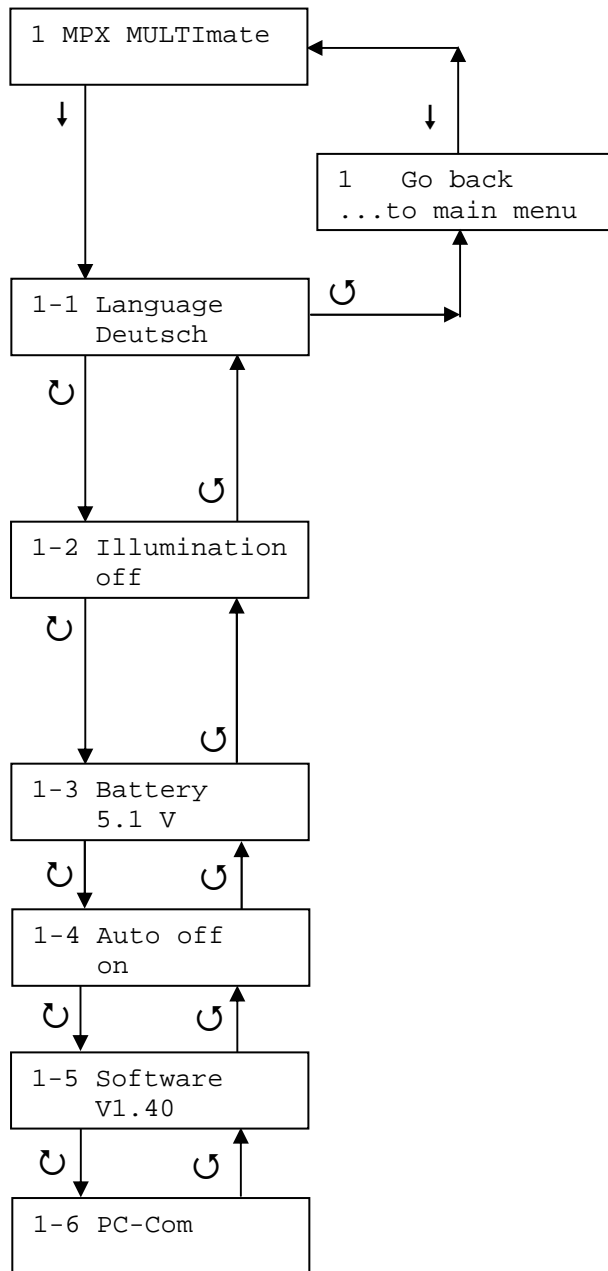 1 MPX MULTImate
1 Go back
...to main menu
1-1 Language
Deutsch
1-2 Illumination
off
1-3 Battery
5.1 V
1-4 Auto off
on
1-5 Software
V1.40
1-6 PC-Com